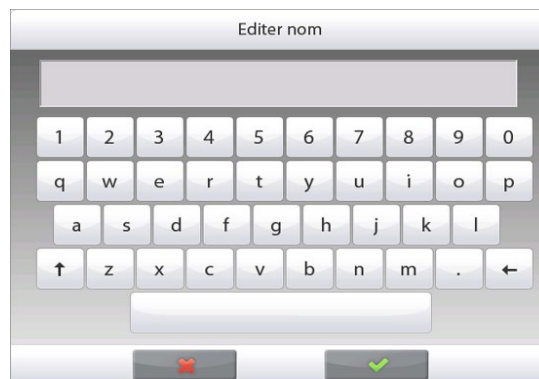 Editer nom
1 2 3 4 5 6 7 8 9 0
q w e r t y u i o p
a s d f g h j k l
↑ z x c v b n m . ←